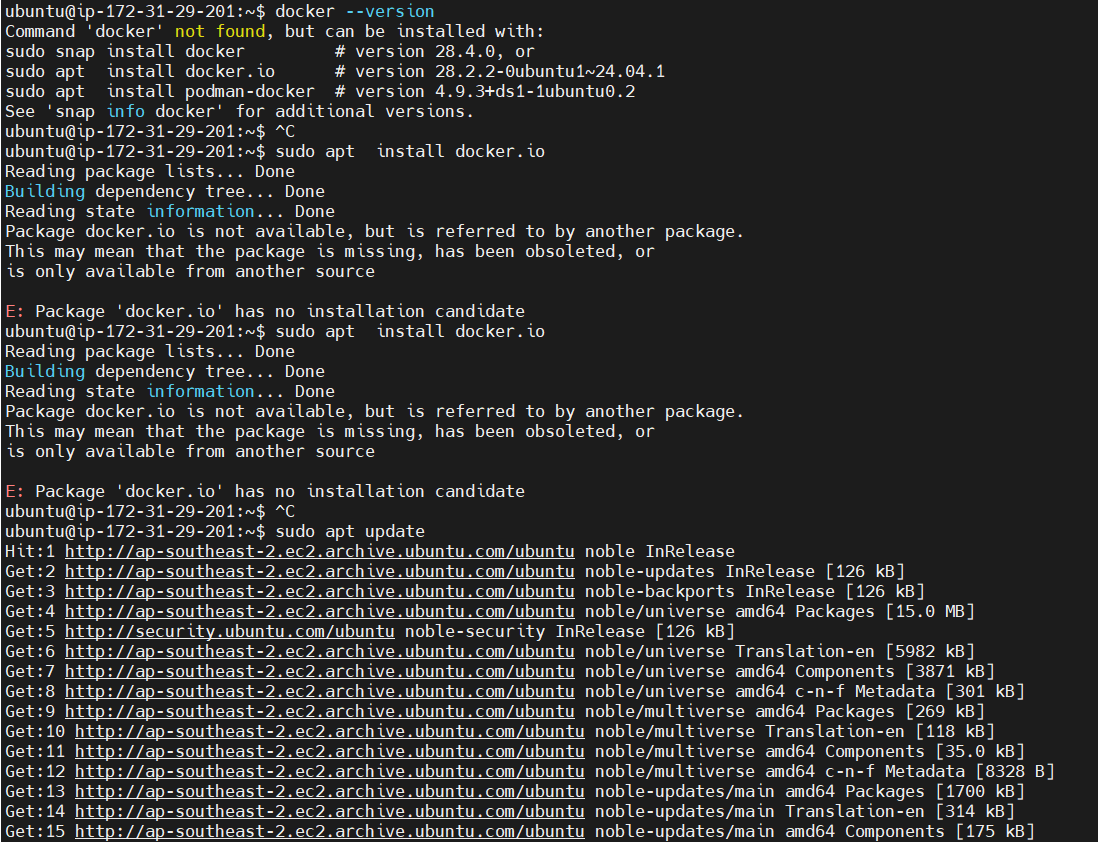 ubuntu@ip-172-31-29-201:~$ docker --version
Command 'docker' not found, but can be installed with:
sudo snap install docker         # version 28.4.0, or
sudo apt  install docker.io      # version 28.2.2-0ubuntu1~24.04.1
sudo apt  install podman-docker  # version 4.9.3+ds1-1ubuntu0.2
See 'snap info docker' for additional versions.
ubuntu@ip-172-31-29-201:~$ ^C
ubuntu@ip-172-31-29-201:~$ sudo apt  install docker.io
Reading package lists... Done
Building dependency tree... Done
Reading state information... Done
Package docker.io is not available, but is referred to by another package.
This may mean that the package is missing, has been obsoleted, or
is only available from another source

E: Package 'docker.io' has no installation candidate
ubuntu@ip-172-31-29-201:~$ sudo apt  install docker.io
Reading package lists... Done
Building dependency tree... Done
Reading state information... Done
Package docker.io is not available, but is referred to by another package.
This may mean that the package is missing, has been obsoleted, or
is only available from another source

E: Package 'docker.io' has no installation candidate
ubuntu@ip-172-31-29-201:~$ ^C
ubuntu@ip-172-31-29-201:~$ sudo apt update
Hit:1 http://ap-southeast-2.ec2.archive.ubuntu.com/ubuntu noble InRelease
Get:2 http://ap-southeast-2.ec2.archive.ubuntu.com/ubuntu noble-updates InRelease [126 kB]
Get:3 http://ap-southeast-2.ec2.archive.ubuntu.com/ubuntu noble-backports InRelease [126 kB]
Get:4 http://ap-southeast-2.ec2.archive.ubuntu.com/ubuntu noble/universe amd64 Packages [15.0 MB]
Get:5 http://security.ubuntu.com/ubuntu noble-security InRelease [126 kB]
Get:6 http://ap-southeast-2.ec2.archive.ubuntu.com/ubuntu noble/universe Translation-en [5982 kB]
Get:7 http://ap-southeast-2.ec2.archive.ubuntu.com/ubuntu noble/universe amd64 Components [3871 kB]
Get:8 http://ap-southeast-2.ec2.archive.ubuntu.com/ubuntu noble/universe amd64 c-n-f Metadata [301 kB]
Get:9 http://ap-southeast-2.ec2.archive.ubuntu.com/ubuntu noble/multiverse amd64 Packages [269 kB]
Get:10 http://ap-southeast-2.ec2.archive.ubuntu.com/ubuntu noble/multiverse Translation-en [118 kB]
Get:11 http://ap-southeast-2.ec2.archive.ubuntu.com/ubuntu noble/multiverse amd64 Components [35.0 kB]
Get:12 http://ap-southeast-2.ec2.archive.ubuntu.com/ubuntu noble/multiverse amd64 c-n-f Metadata [8328 B]
Get:13 http://ap-southeast-2.ec2.archive.ubuntu.com/ubuntu noble-updates/main amd64 Packages [1700 kB]
Get:14 http://ap-southeast-2.ec2.archive.ubuntu.com/ubuntu noble-updates/main Translation-en [314 kB]
Get:15 http://ap-southeast-2.ec2.archive.ubuntu.com/ubuntu noble-updates/main amd64 Components [175 kB]